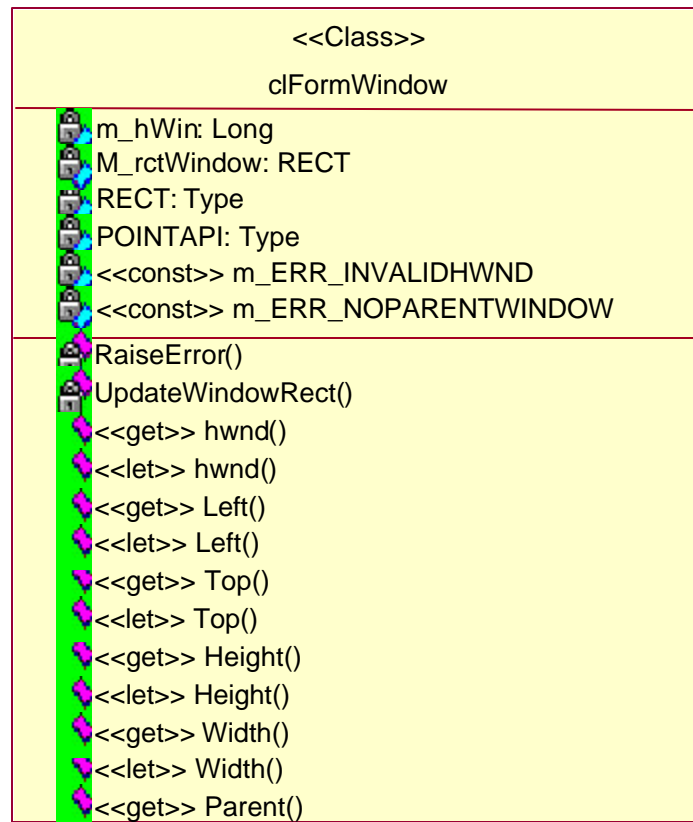 <<Class>>
clFormWindow
m_hWin: Long
M_rctWindow: RECT
RECT: Type
POINTAPI: Type
<<const>> m_ERR_INVALIDHWND
<<const>> m_ERR_NOPARENTWINDOW
RaiseError()
UpdateWindowRect()
<<get>> hwnd()
<<let>> hwnd()
<<get>> Left()
<<let>> Left()
<<get>> Top()
<<let>> Top()
<<get>> Height()
<<let>> Height()
<<get>> Width()
<<let>> Width()
<<get>> Parent()